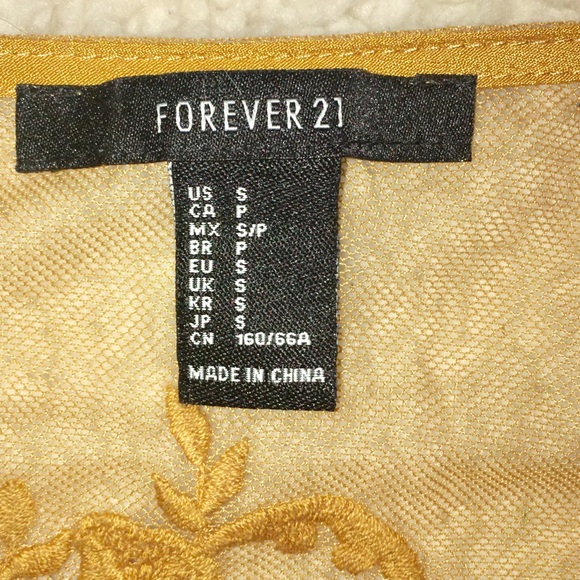 FOREVER 21
US S
CA P
MX S/P
BR P
EU S
UK S
KR S
JP S
CN 160/66A
MADE IN CHINA